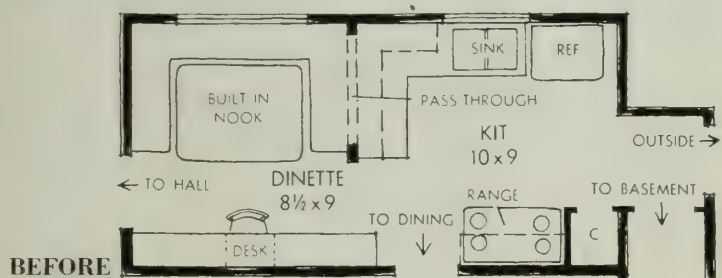 SINK
REF
BUILT IN
NOOK
PASS THROUGH
KIT
10 x 9
OUTSIDE →
← TO HALL
DINETTE
8½ x 9
TO DINING
RANGE
TO BASEMENT
DESK
C
BEFORE